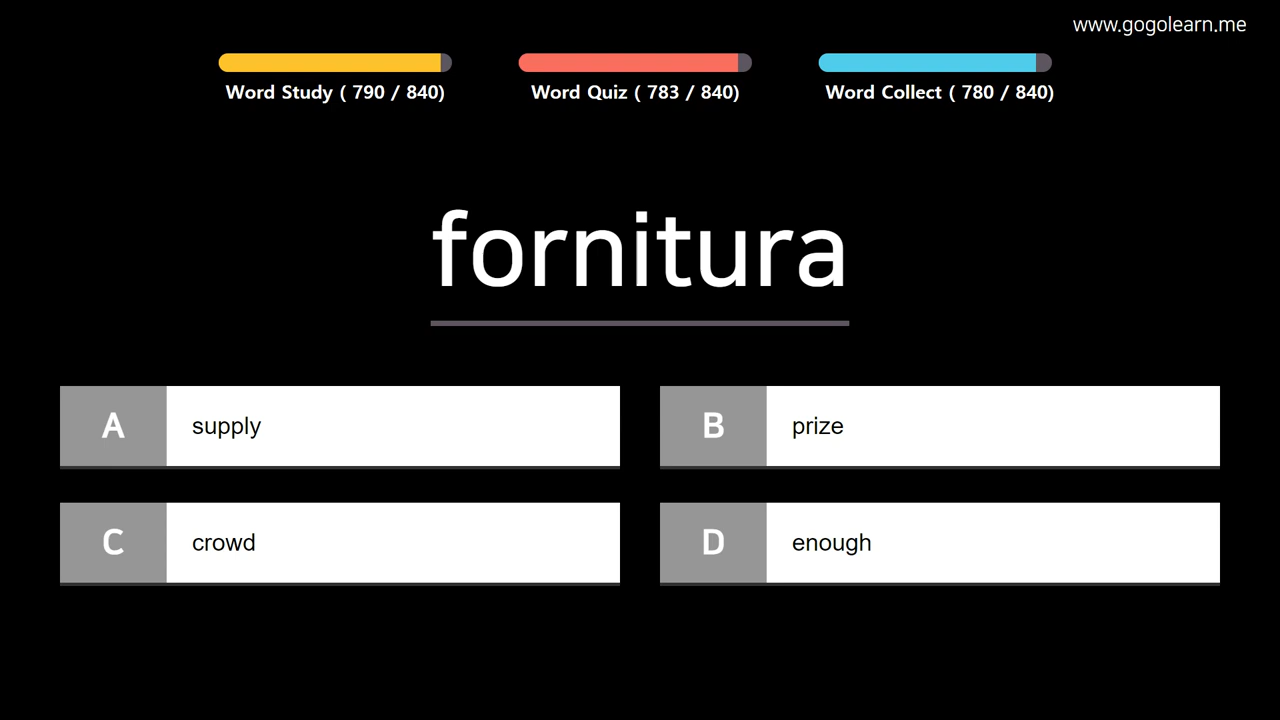 www.gogolearn.me
Word Study ( 790 / 840)
Word Quiz ( 783 / 840)
Word Collect ( 780 / 840)
fornitura
A supply
B prize
C crowd
D enough